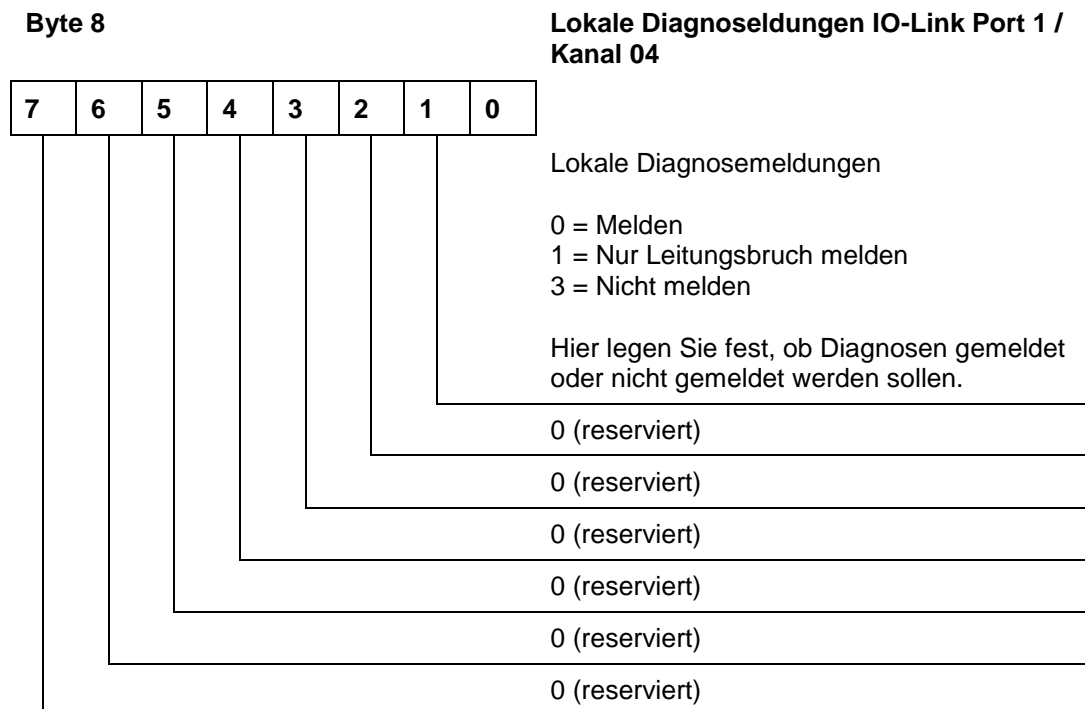 Byte 8
Lokale Diagnoseldungen IO-Link Port 1 /
Kanal 04
7 6 5 4 3 2 1 0
Lokale Diagnosemeldungen
0 = Melden
1 = Nur Leitungsbruch melden
3 = Nicht melden
Hier legen Sie fest, ob Diagnosen gemeldet
oder nicht gemeldet werden sollen.
0 (reserviert)
0 (reserviert)
0 (reserviert)
0 (reserviert)
0 (reserviert)
0 (reserviert)